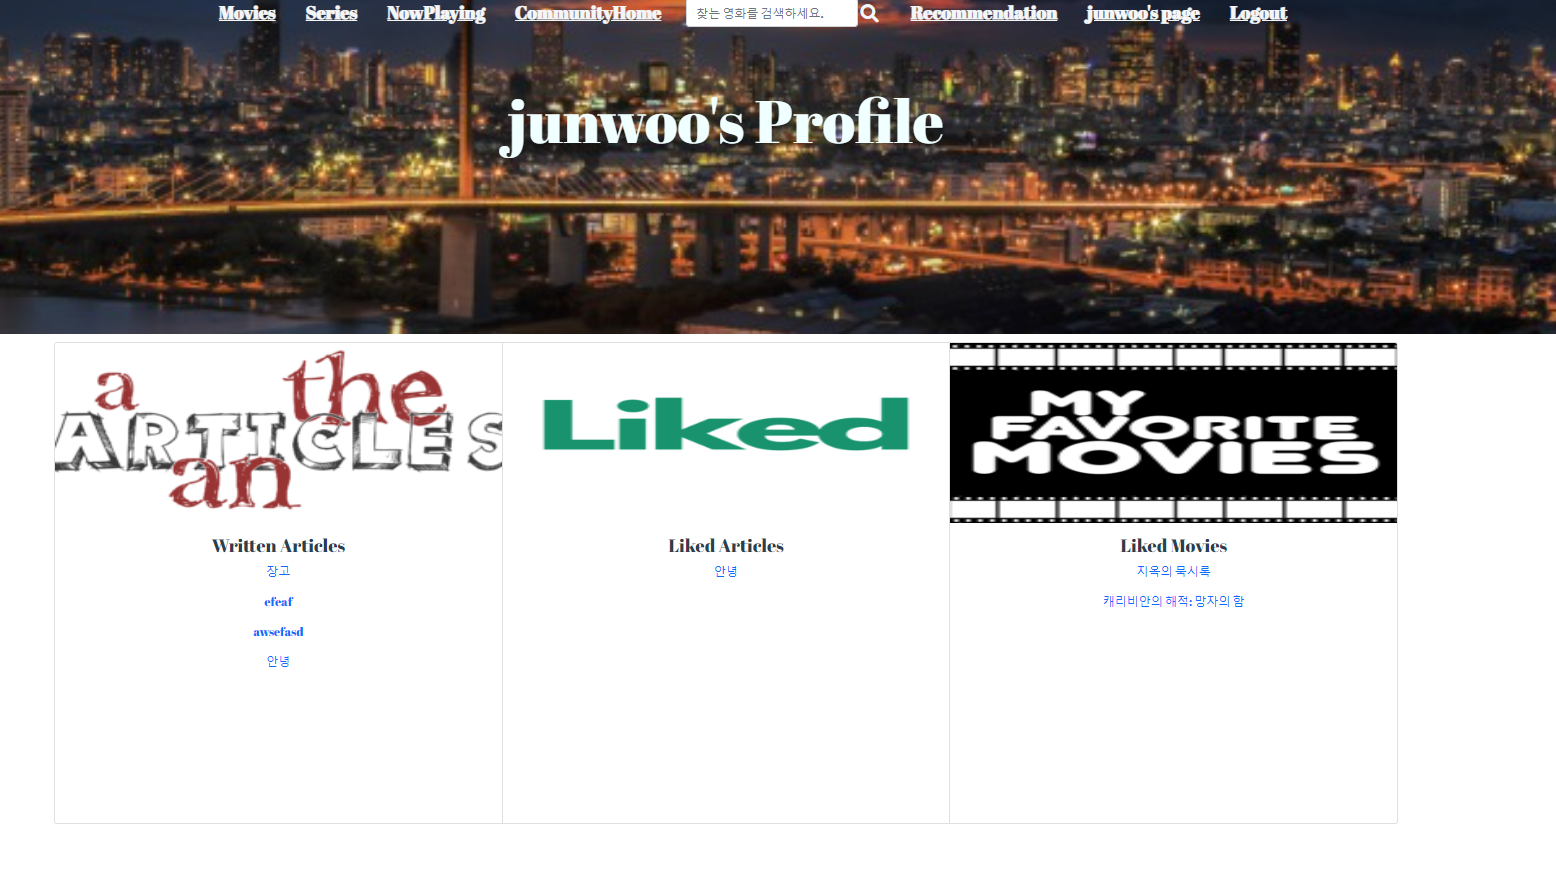 Movies Series NowPlaying CommunityHome 찾는 영화를 검색하세요. Recommendation junwoo's page Logout
junwoo's Profile
a the
ARTICLES
an
Liked
MY
FAVORITE
MOVIES
Written Articles
장고
efeaf
awsefasd
안녕
Liked Articles
안녕
Liked Movies
지옥의 묵시록
캐리비안의 해적: 망자의 함